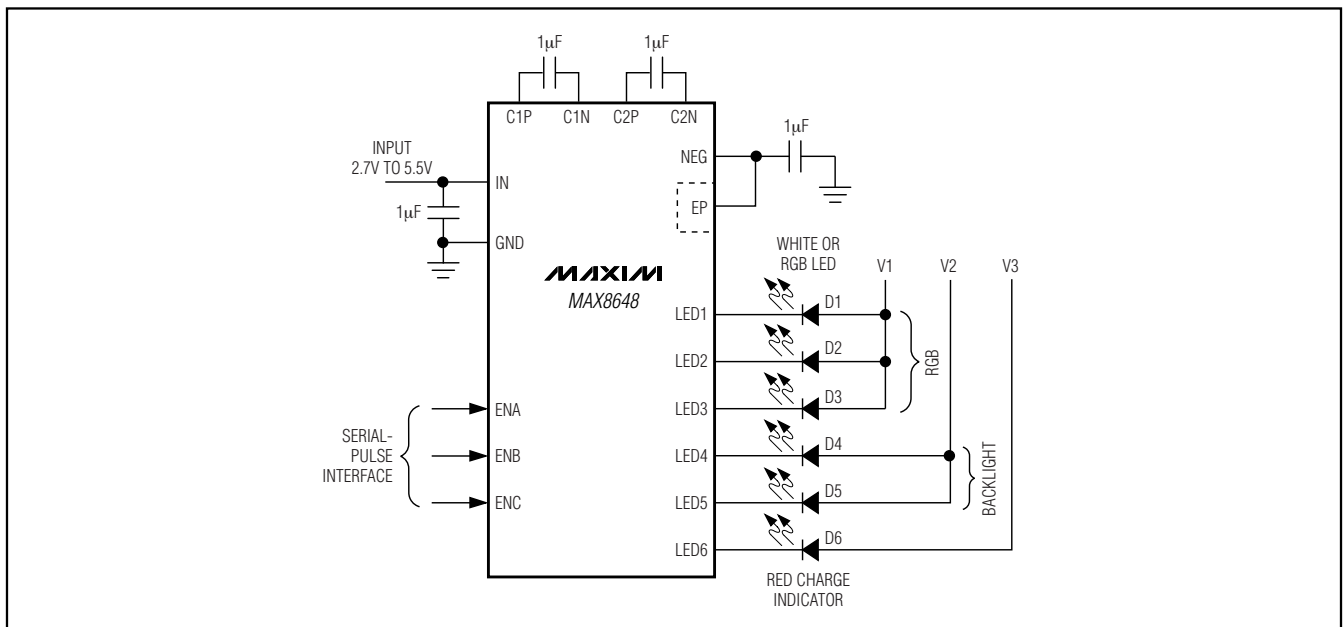 1µF
1µF
C1P
C1N
C2P
C2N
1µF
INPUT
2.7V TO 5.5V
NEG
IN
EP
1µF
GND
WHITE OR
RGB LED
V1
V2
V3
MAXIM
MAX8648
LED1
D1
LED2
D2
RGB
LED3
D3
ENA
SERIAL-
PULSE
INTERFACE
ENB
LED4
D4
ENC
LED5
D5
BACKLIGHT
LED6
D6
RED CHARGE
INDICATOR